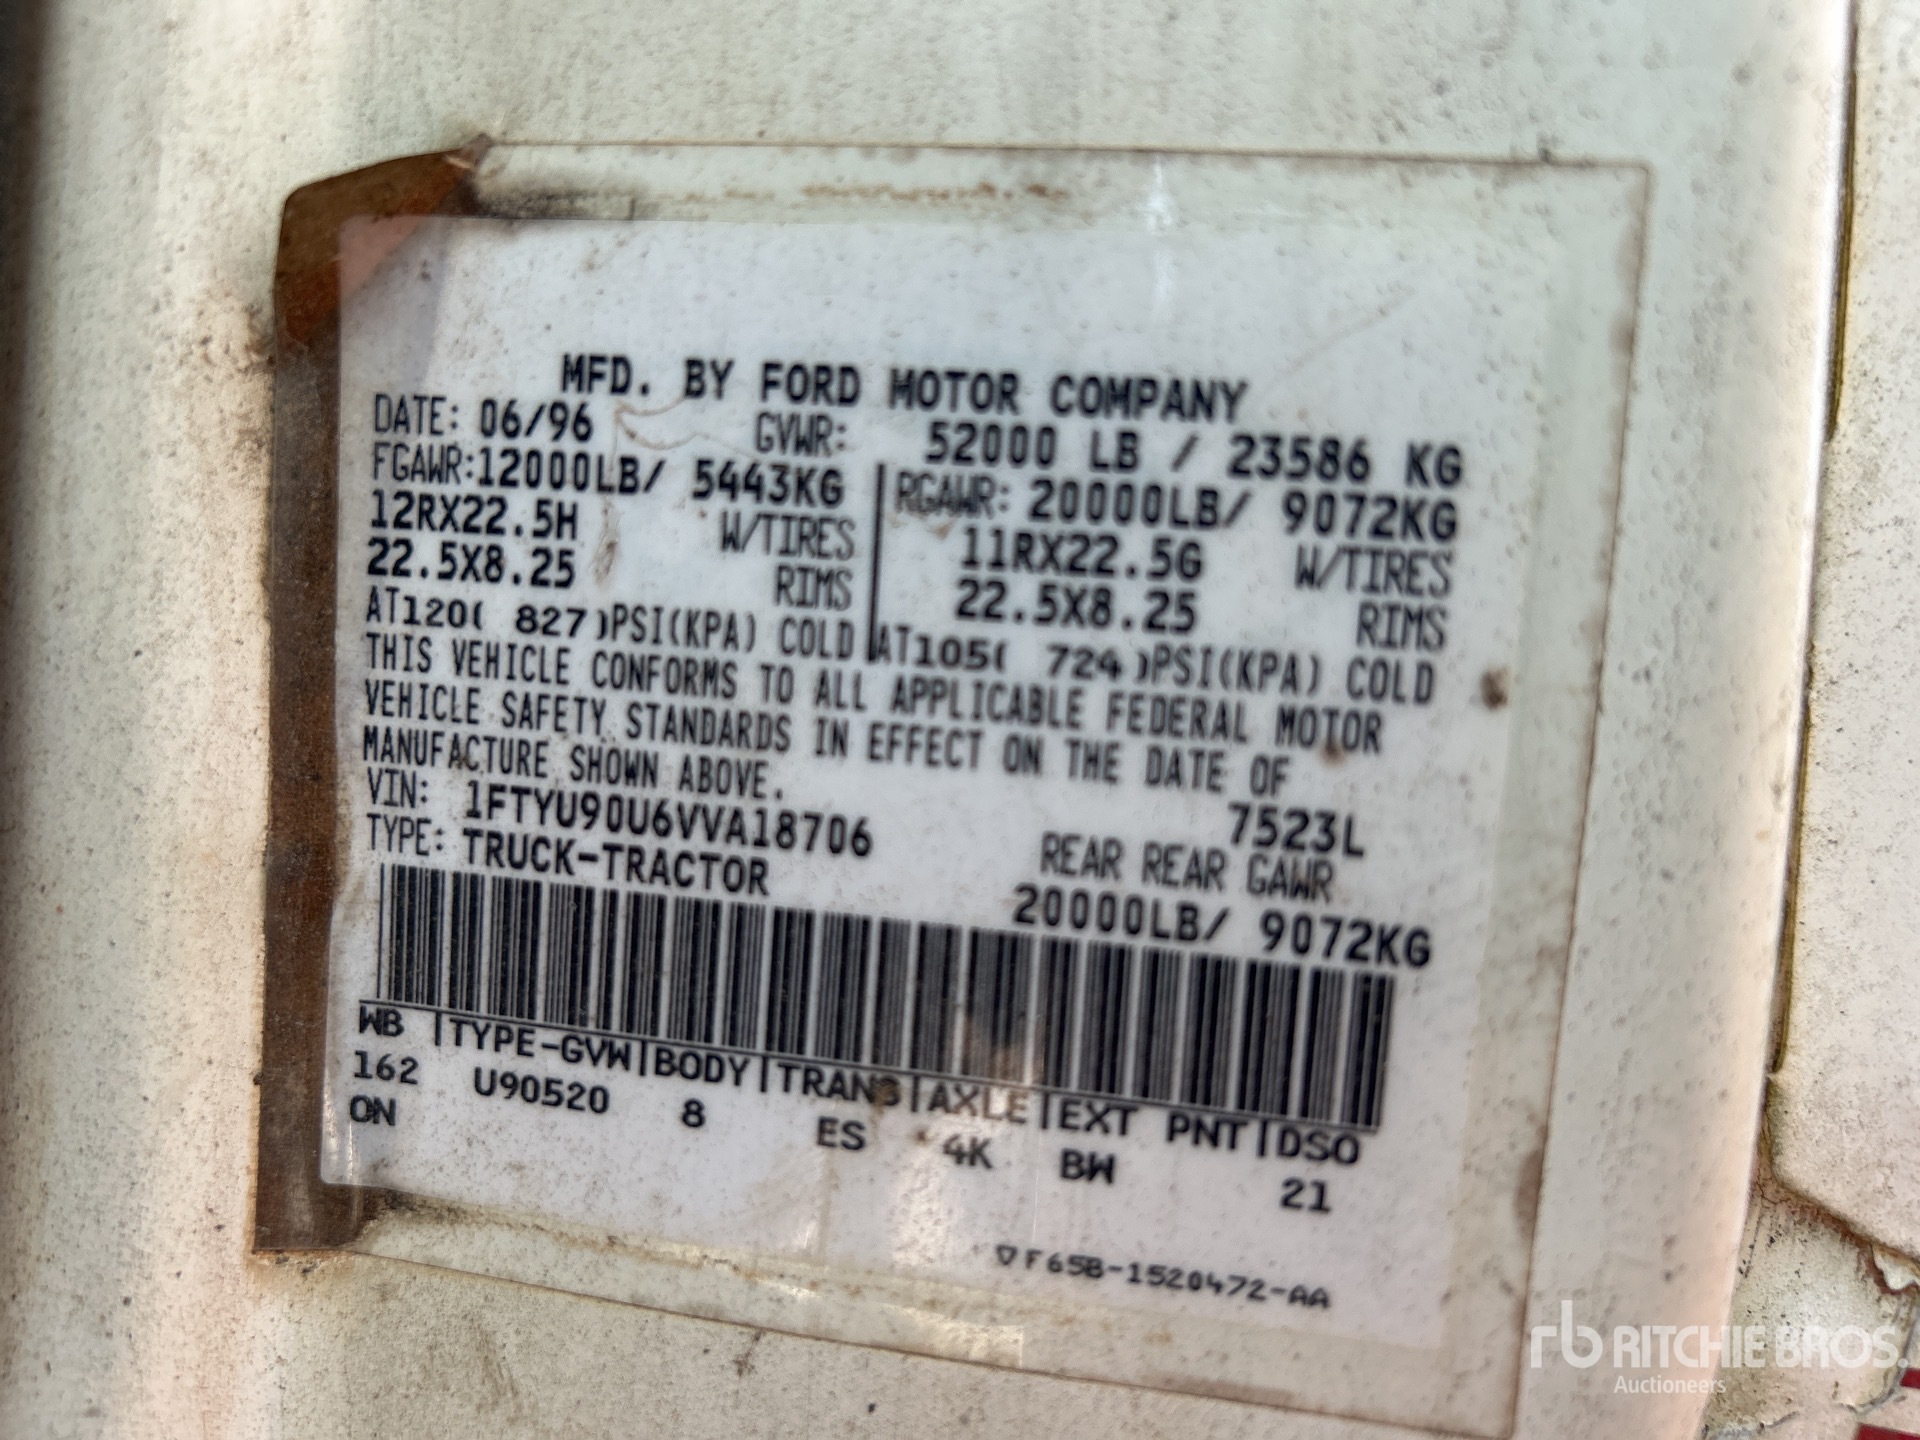 MFD. BY FORD MOTOR COMPANY
DATE: 06/96 GVWR: 52000 LB / 23586 KG
FGAWR:12000LB/ 5443KG RGAWR: 20000LB/ 9072KG
12RX22.5H W/TIRES 11RX22.5G W/TIRES
22.5X8.25 RIMS 22.5X8.25 RIMS
AT120( 827)PSI(KPA) COLD AT105( 724)PSI(KPA) COLD
THIS VEHICLE CONFORMS TO ALL APPLICABLE FEDERAL MOTOR
VEHICLE SAFETY STANDARDS IN EFFECT ON THE DATE OF
MANUFACTURE SHOWN ABOVE.
VIN: 1FTYU90U6VVA18706 7523L
TYPE: TRUCK-TRACTOR REAR REAR GAWR
20000LB/ 9072KG
WB |TYPE-GVW|BODY|TRANS|AXLE|EXT PNT|DSO
162 U90520 8 ES 4K BW 21
ON
F65B-1520472-AA
rb RITCHIE BROS.
Auctioneers